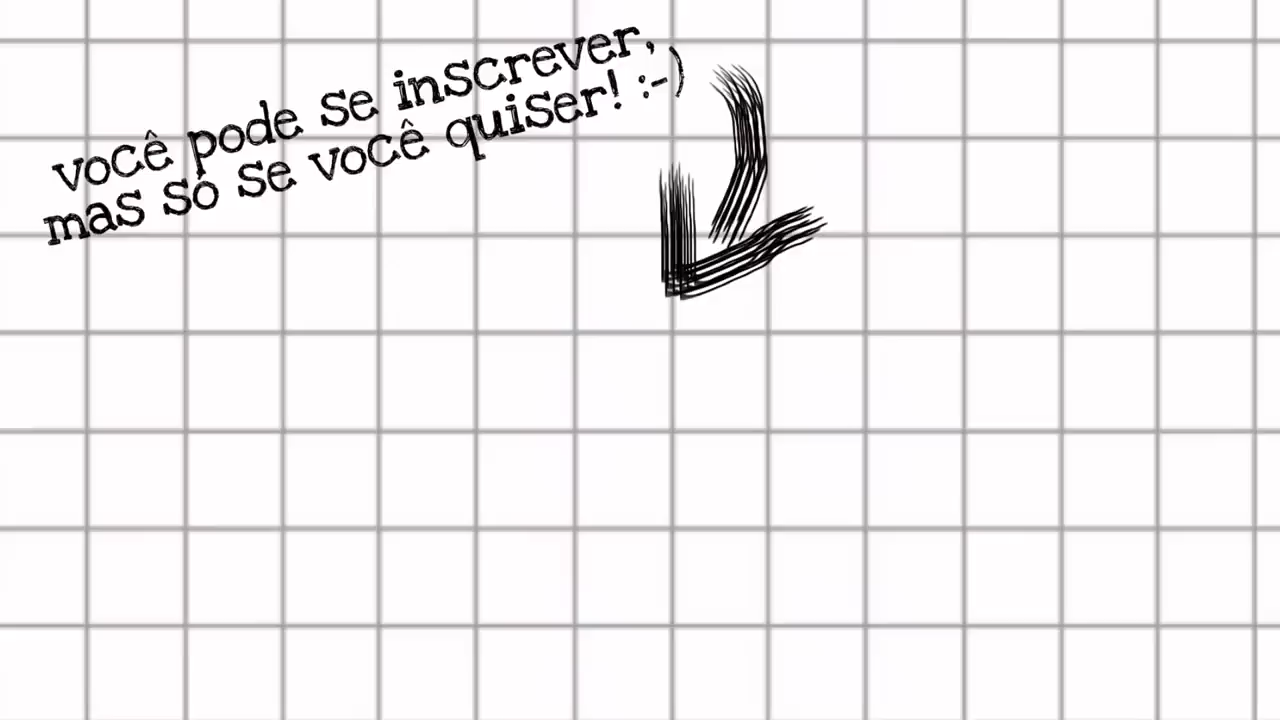 você pode se inscrever,
mas só se você quiser! :-)